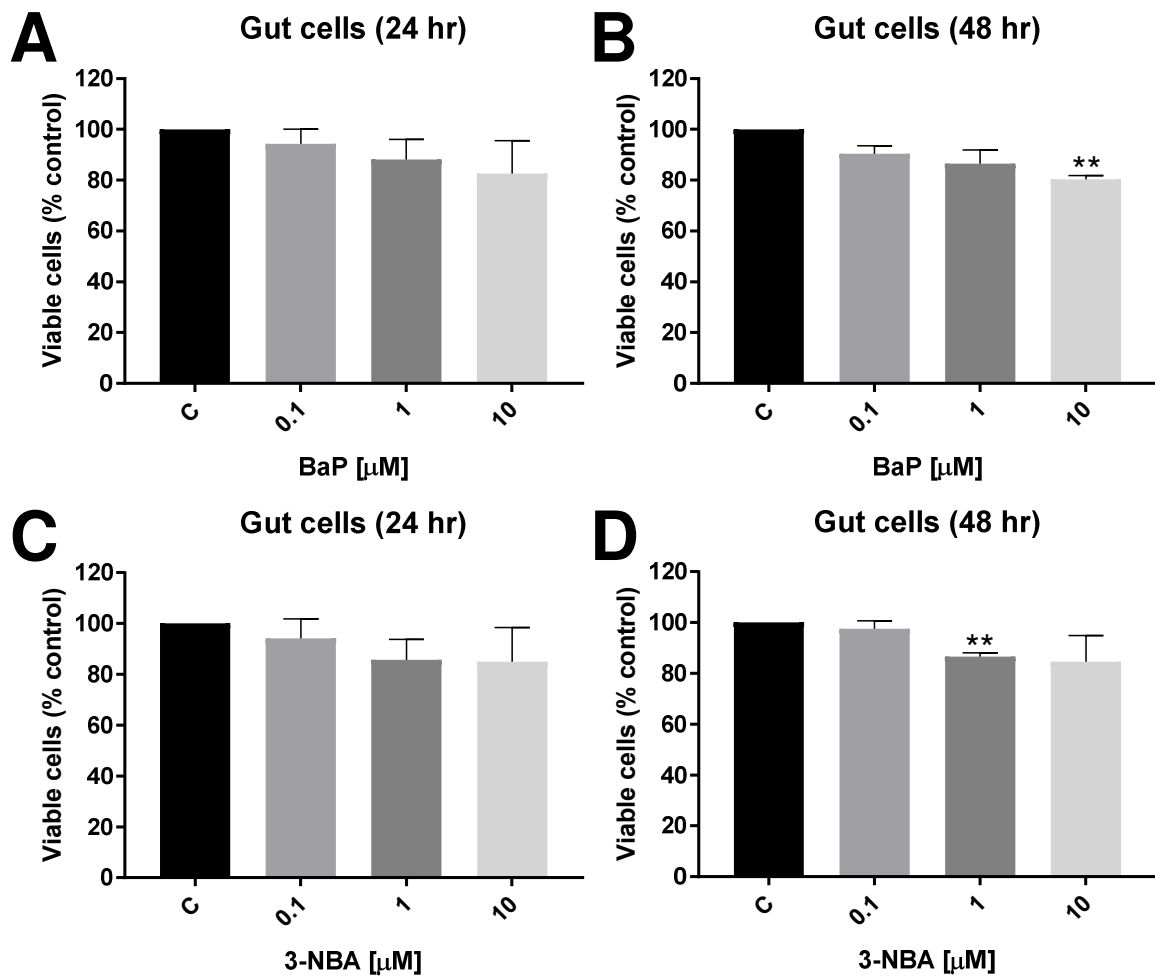 A
Gut cells (24 hr)
Viable cells (% control)
120
100
80
60
40
20
0
C
0.1
1
10
BaP [μM]
B
Gut cells (48 hr)
Viable cells (% control)
120
100
80
60
40
20
0
**
C
0.1
1
10
BaP [μM]
C
Gut cells (24 hr)
Viable cells (% control)
120
100
80
60
40
20
0
C
0.1
1
10
3-NBA [μM]
D
Gut cells (48 hr)
Viable cells (% control)
120
100
80
60
40
20
0
**
C
0.1
1
10
3-NBA [μM]